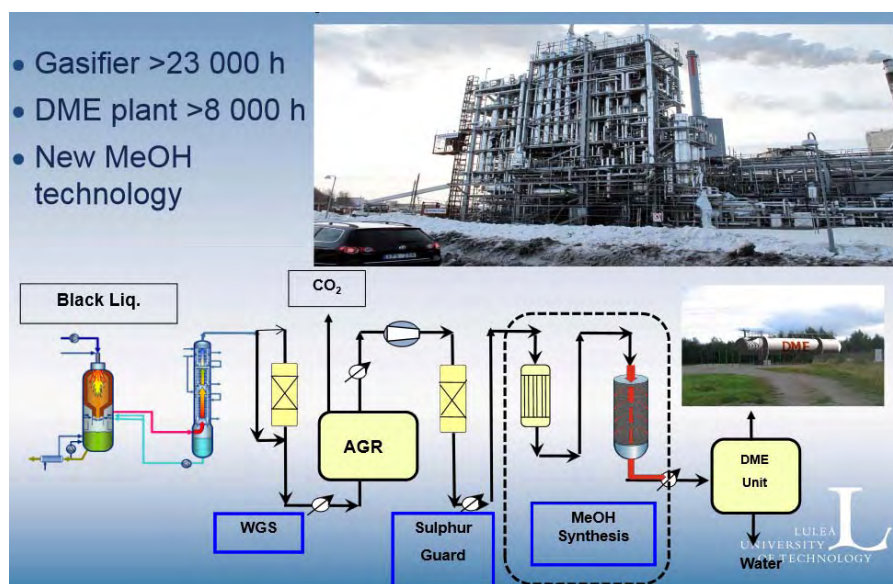 • Gasifier >23 000 h
• DME plant >8 000 h
• New MeOH
technology
Black Liq.
CO₂
DME
AGR
DME
Unit
WGS
Sulphur
Guard
MeOH
Synthesis
LULEÅ
UNIVERSITY
OF TECHNOLOGY
Water